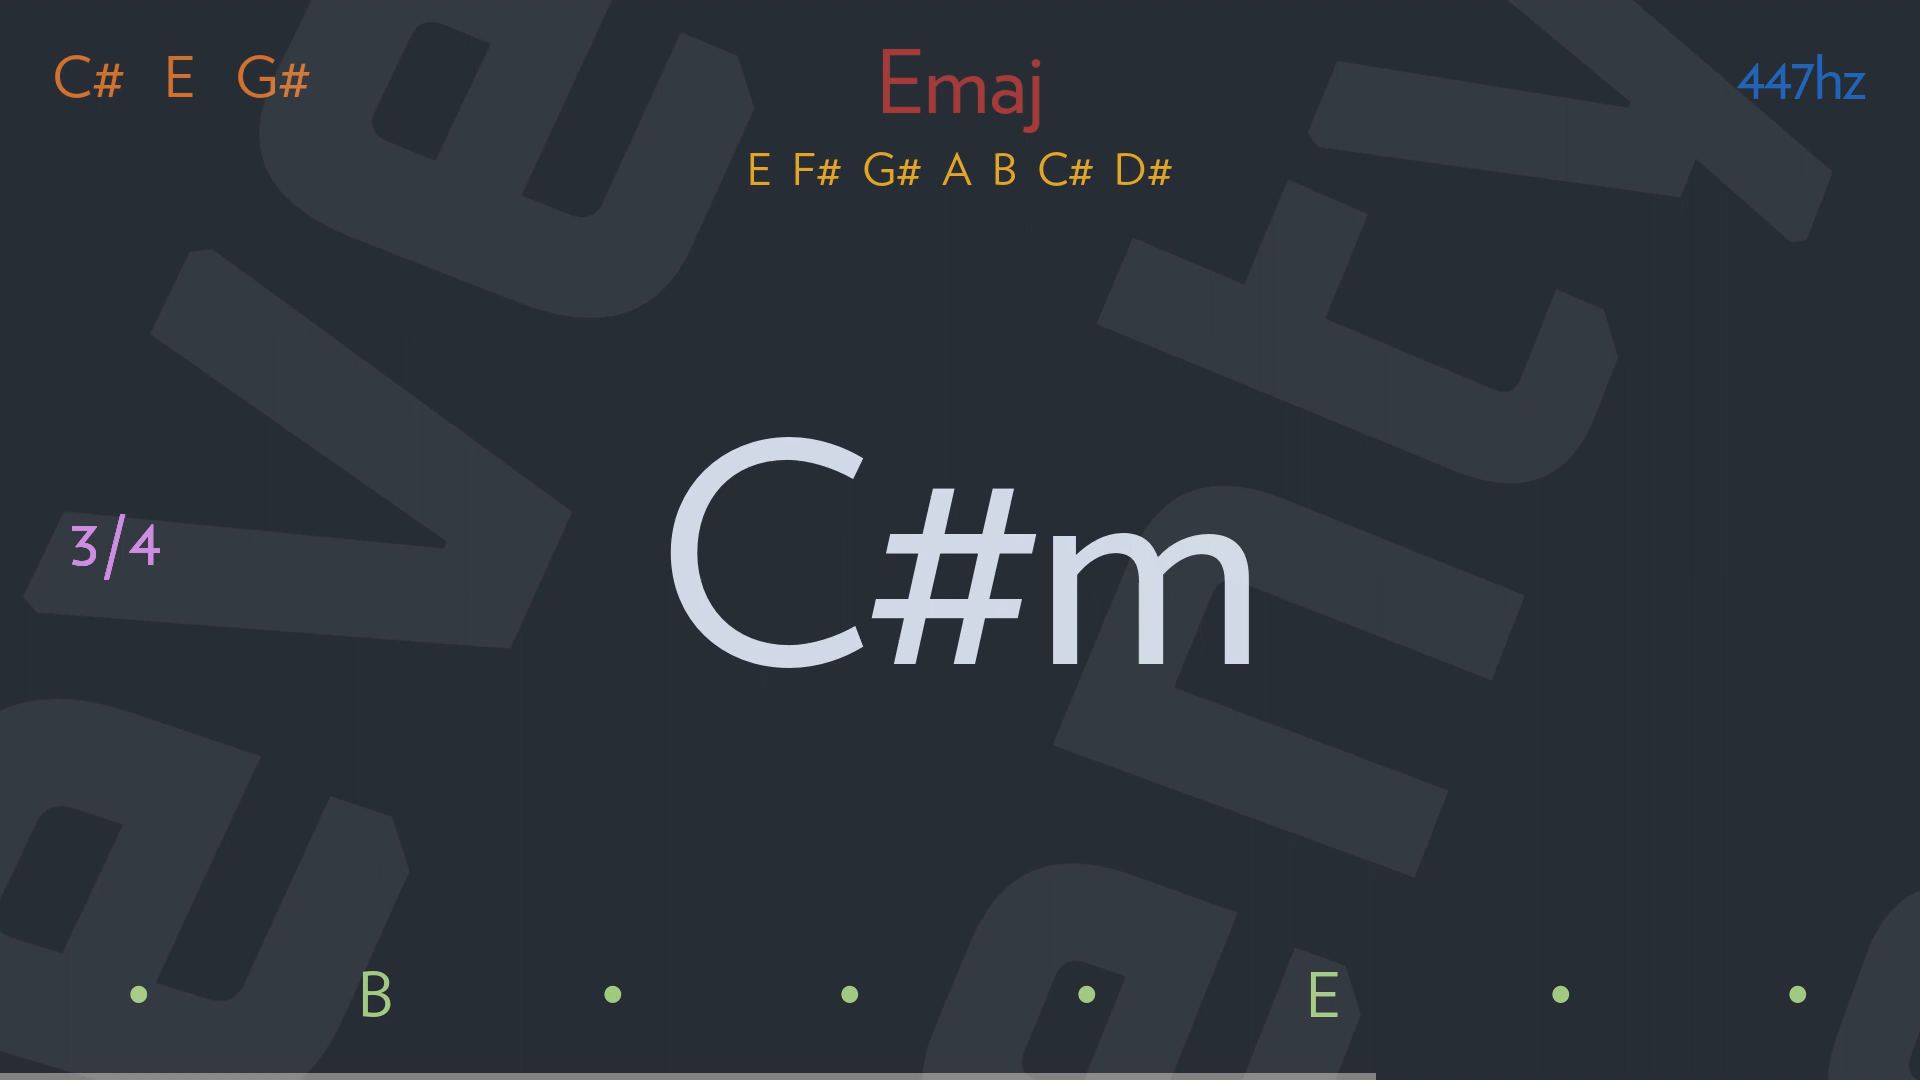 C# E G#
Emaj
447hz
E F# G# A B C# D#
C#m
3/4
• B • • • E • •